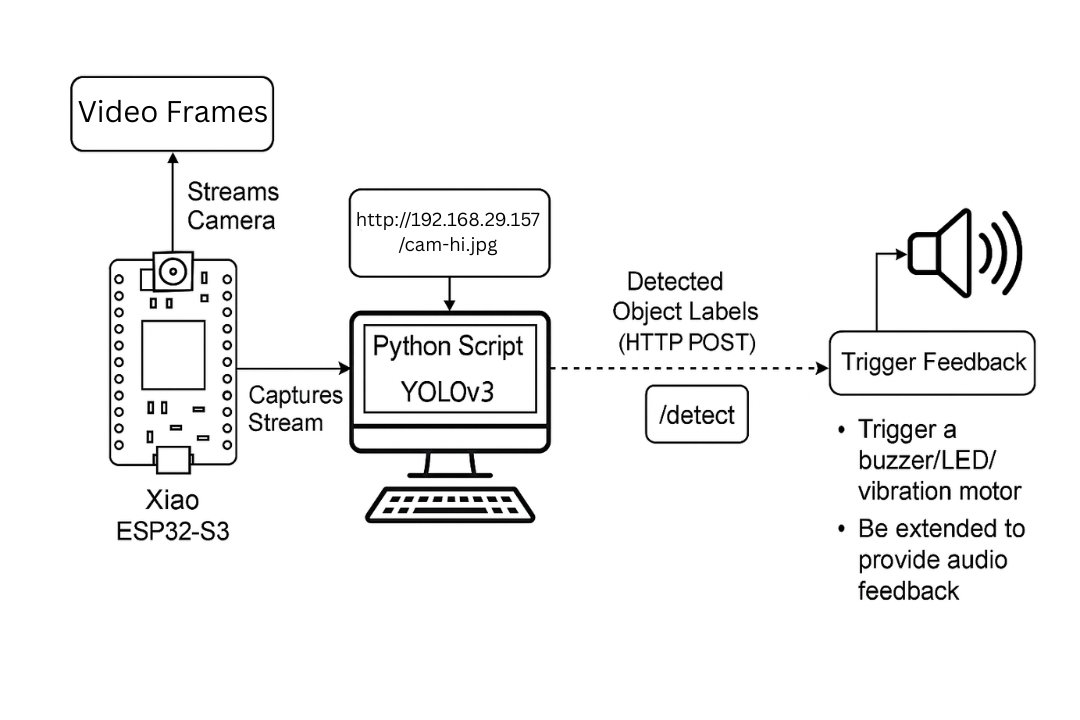 Video Frames
Streams
Camera
http://192.168.29.157
/cam-hi.jpg
Python Script
YOLOv3
Captures
Stream
Xiao
ESP32-S3
Detected
Object Labels
(HTTP POST)
/detect
Trigger Feedback
• Trigger a
buzzer/LED/
vibration motor
• Be extended to
provide audio
feedback